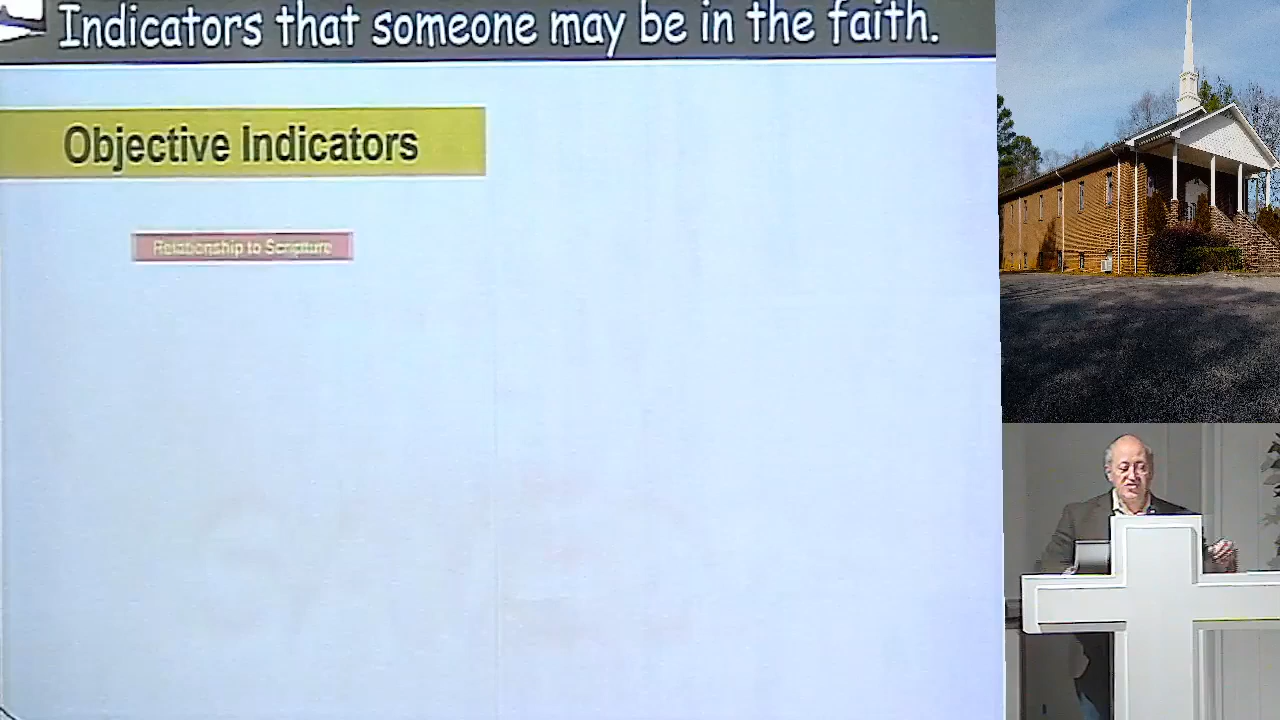 Indicators that someone may be in the faith.
Objective Indicators
Relationship to Scripture